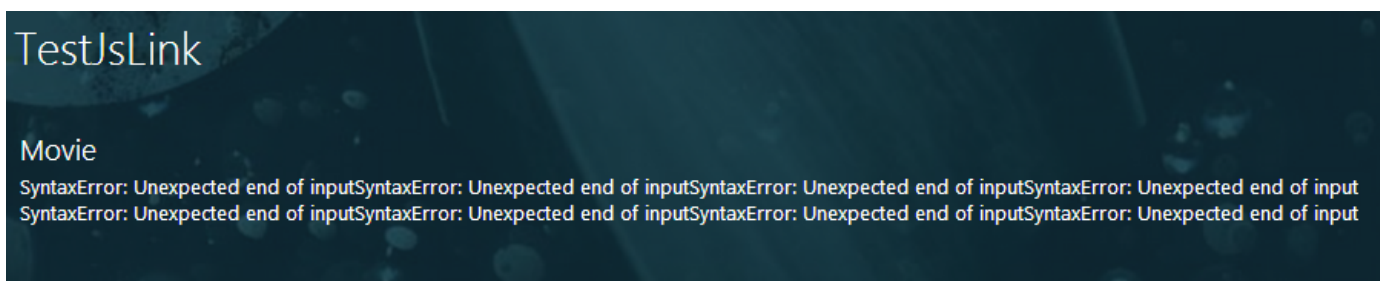 TestJsLink
Movie
SyntaxError: Unexpected end of inputSyntaxError: Unexpected end of inputSyntaxError: Unexpected end of inputSyntaxError: Unexpected end of input
SyntaxError: Unexpected end of inputSyntaxError: Unexpected end of inputSyntaxError: Unexpected end of inputSyntaxError: Unexpected end of input